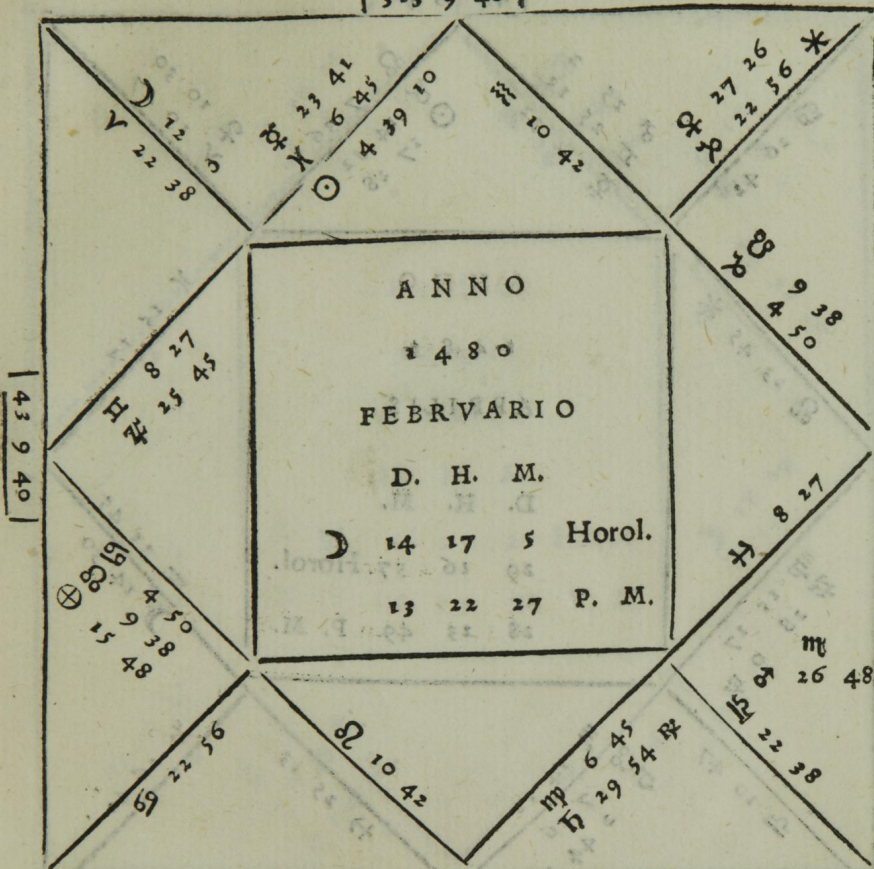 ☽ 12 3
♈ 22 38
☿ 23 41
♓ 6 45
☉ 4 39 10
♒ 10 42
♀ 27 26
♑ 22 56 *
☋ 9 38
♑ 4 50
♊ 8 27
♃ 25 45
43 9 40
ANNO
1480
FEBRVARIO
D. H. M.
☽ 14 17 5 Horol.
13 22 27 P. M.
♐ 8 27
♏
♂ 26 48
♎ 22 38
♋ 4 50
☊ 9 38
⊗ 15 48
♋ 22 56
♌ 10 42
♍ 6 45
♄ 29 54 ℞